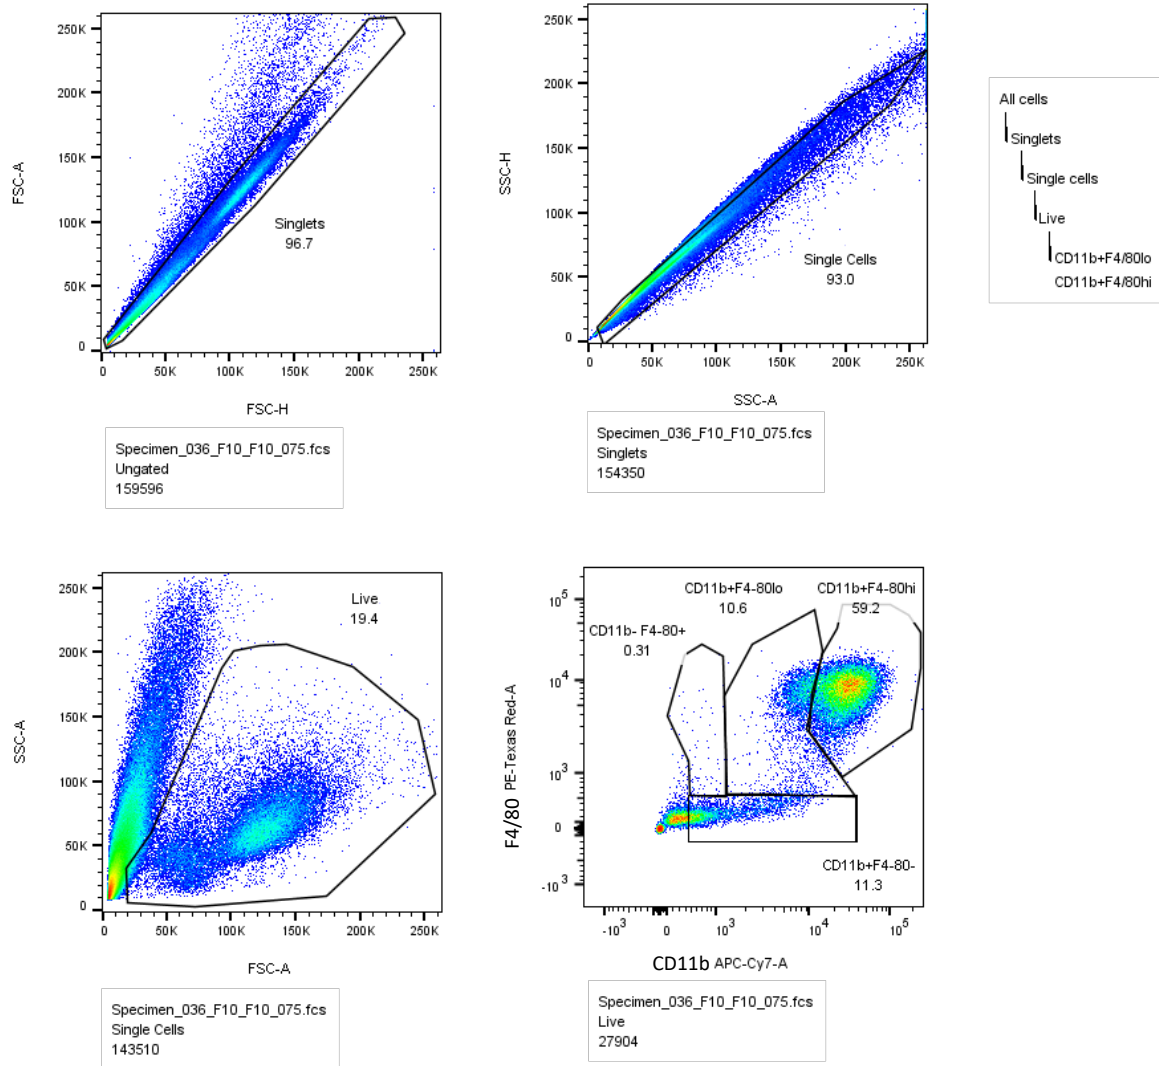 250K
200K
150K
100K
50K
0
FSC-A
Singlets
96.7
0
50K
100K
150K
200K
250K
FSC-H
Specimen_036_F10_F10_075.fcs
Ungated
159596
250K
200K
150K
100K
50K
0
SSC-H
Single Cells
93.0
0
50K
100K
150K
200K
250K
SSC-A
Specimen_036_F10_F10_075.fcs
Singlets
154350
All cells
Singlets
Single cells
Live
CD11b+F4/80lo
CD11b+F4/80hi
250K
200K
150K
100K
50K
0
SSC-A
Live
19.4
0
50K
100K
150K
200K
250K
FSC-A
Specimen_036_F10_F10_075.fcs
Single Cells
143510
10^5
10^4
10^3
0
-10^3
F4/80 PE-Texas Red-A
CD11b+F4-80lo
10.6
CD11b+F4-80hi
59.2
CD11b- F4-80+
0.31
CD11b+F4-80-
11.3
-10^3
0
10^3
10^4
10^5
CD11b APC-Cy7-A
Specimen_036_F10_F10_075.fcs
Live
27904